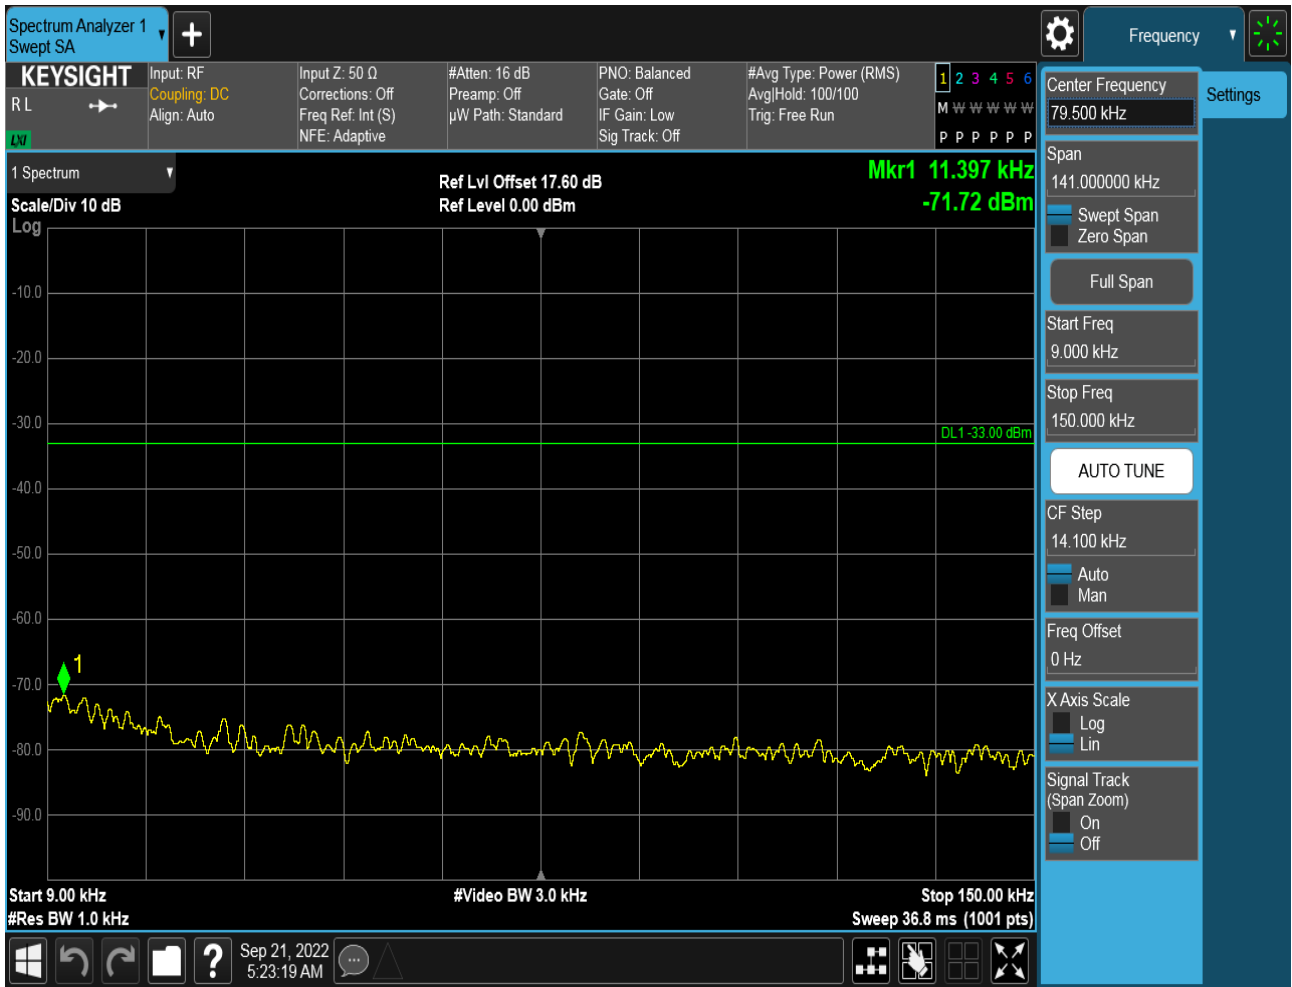 Spectrum Analyzer 1
Swept SA
Frequency
KEYSIGHT
R L
LXI
Input: RF
Coupling: DC
Align: Auto
Input Z: 50 Ω
Corrections: Off
Freq Ref: Int (S)
NFE: Adaptive
#Atten: 16 dB
Preamp: Off
µW Path: Standard
PNO: Balanced
Gate: Off
IF Gain: Low
Sig Track: Off
#Avg Type: Power (RMS)
Avg|Hold: 100/100
Trig: Free Run
1 2 3 4 5 6
M W W W W W
P P P P P P
1 Spectrum
Scale/Div 10 dB
Log
Ref Lvl Offset 17.60 dB
Ref Level 0.00 dBm
Mkr1 11.397 kHz
-71.72 dBm
-10.0
-20.0
-30.0
DL1 -33.00 dBm
-40.0
-50.0
-60.0
1
-70.0
-80.0
-90.0
Start 9.00 kHz
#Video BW 3.0 kHz
Stop 150.00 kHz
#Res BW 1.0 kHz
Sweep 36.8 ms (1001 pts)
Sep 21, 2022
5:23:19 AM
Center Frequency
79.500 kHz
Settings
Span
141.000000 kHz
Swept Span
Zero Span
Full Span
Start Freq
9.000 kHz
Stop Freq
150.000 kHz
AUTO TUNE
CF Step
14.100 kHz
Auto
Man
Freq Offset
0 Hz
X Axis Scale
Log
Lin
Signal Track
(Span Zoom)
On
Off